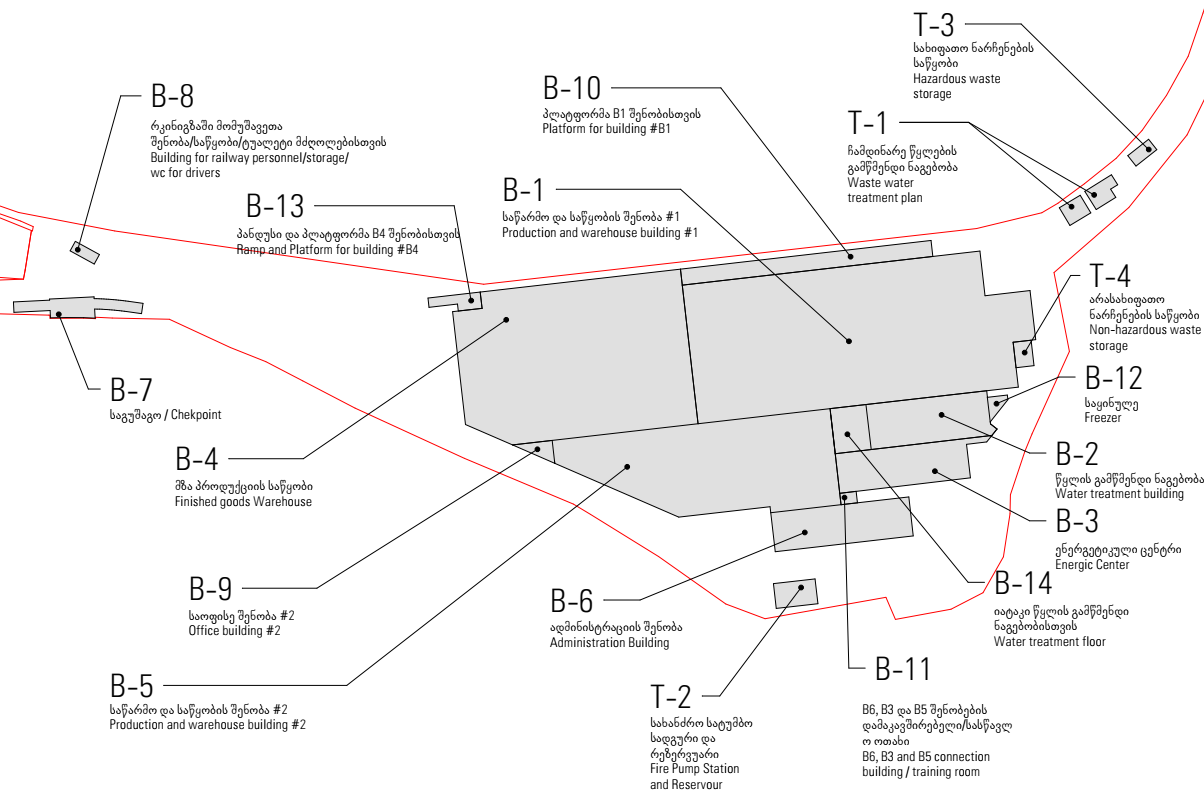 T-3
სახიფათო ნარჩენების
საწყობი
Hazardous waste
storage
B-8
რკინიგზაში მომუშავეთა
შენობა/საწყობი/ტუალეტი მძღოლებისთვის
Building for railway personnel/storage/
wc for drivers
B-10
პლატფორმა B1 შენობისთვის
Platform for building #B1
T-1
ჩამდინარე წყლების
გამწმენდი ნაგებობა
Waste water
treatment plan
B-13
პანდუსი და პლატფორმა B4 შენობისთვის
Ramp and Platform for building #B4
B-1
საწარმო და საწყობის შენობა #1
Production and warehouse building #1
T-4
არასახიფათო
ნარჩენების საწყობი
Non-hazardous waste
storage
B-7
საგუშაგო / Chekpoint
B-12
საყინულე
Freezer
B-4
მზა პროდუქციის საწყობი
Finished goods Warehouse
B-2
წყლის გამწმენდი ნაგებობა
Water treatment building
B-3
ენერგეტიკული ცენტრი
Energic Center
B-9
საოფისე შენობა #2
Office building #2
B-6
ადმინისტრაციის შენობა
Administration Building
B-14
იატაკი წყლის გამწმენდი
ნაგებობისთვის
Water treatment floor
B-5
საწარმო და საწყობის შენობა #2
Production and warehouse building #2
T-2
სახანძრო სატუმბო
სადგური და
რეზერვუარი
Fire Pump Station
and Reservour
B-11
B6, B3 და B5 შენობების
დამაკავშირებელი/სასწავლ
ო ოთახი
B6, B3 and B5 connection
building / training room